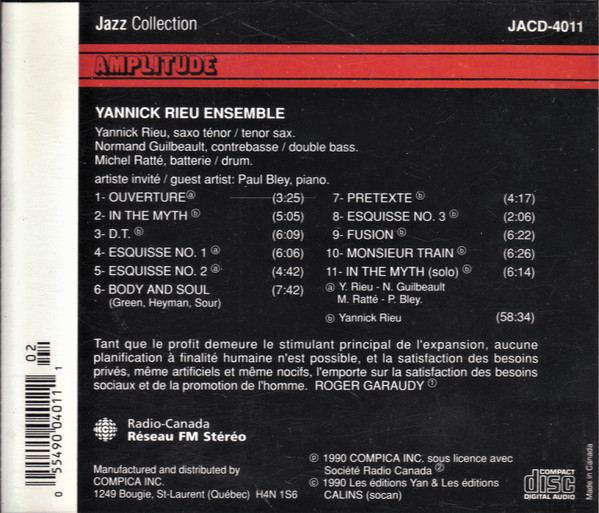 Jazz Collection JACD-4011
AMPLITUDE
YANNICK RIEU ENSEMBLE
Yannick Rieu, saxo ténor / tenor sax.
Normand Guilbeault, contrebasse / double bass.
Michel Ratté, batterie / drum.
artiste invité / guest artist: Paul Bley, piano.
1- OUVERTURE ⓐ (3:25)
2- IN THE MYTH ⓑ (5:05)
3- D.T. ⓑ (6:09)
4- ESQUISSE NO. 1 ⓐ (6:06)
5- ESQUISSE NO. 2 ⓐ (4:42)
6- BODY AND SOUL (7:42)
(Green, Heyman, Sour)
7- PRETEXTE ⓑ (4:17)
8- ESQUISSE NO. 3 ⓑ (2:06)
9- FUSION ⓑ (6:22)
10- MONSIEUR TRAIN ⓑ (6:26)
11- IN THE MYTH (solo) ⓑ (6:14)
ⓐ Y. Rieu - N. Guilbeault
M. Ratté - P. Bley.
ⓑ Yannick Rieu (58:34)
Tant que le profit demeure le stimulant principal de l'expansion, aucune
planification à finalité humaine n'est possible, et la satisfaction des besoins
privés, même artificiels et même nocifs, l'emporte sur la satisfaction des besoins
sociaux et de la promotion de l'homme. ROGER GARAUDY ①
Radio-Canada
Réseau FM Stéréo
Manufactured and distributed by
COMPICA INC.
1249 Bougie, St-Laurent (Québec) H4N 1S6
℗ 1990 COMPICA INC. sous licence avec
Société Radio Canada ②
© 1990 Les éditions Yan & Les éditions
CALINS (socan)
COMPACT
disc
DIGITAL AUDIO
Made in Canada
02
0 55490 04011 1